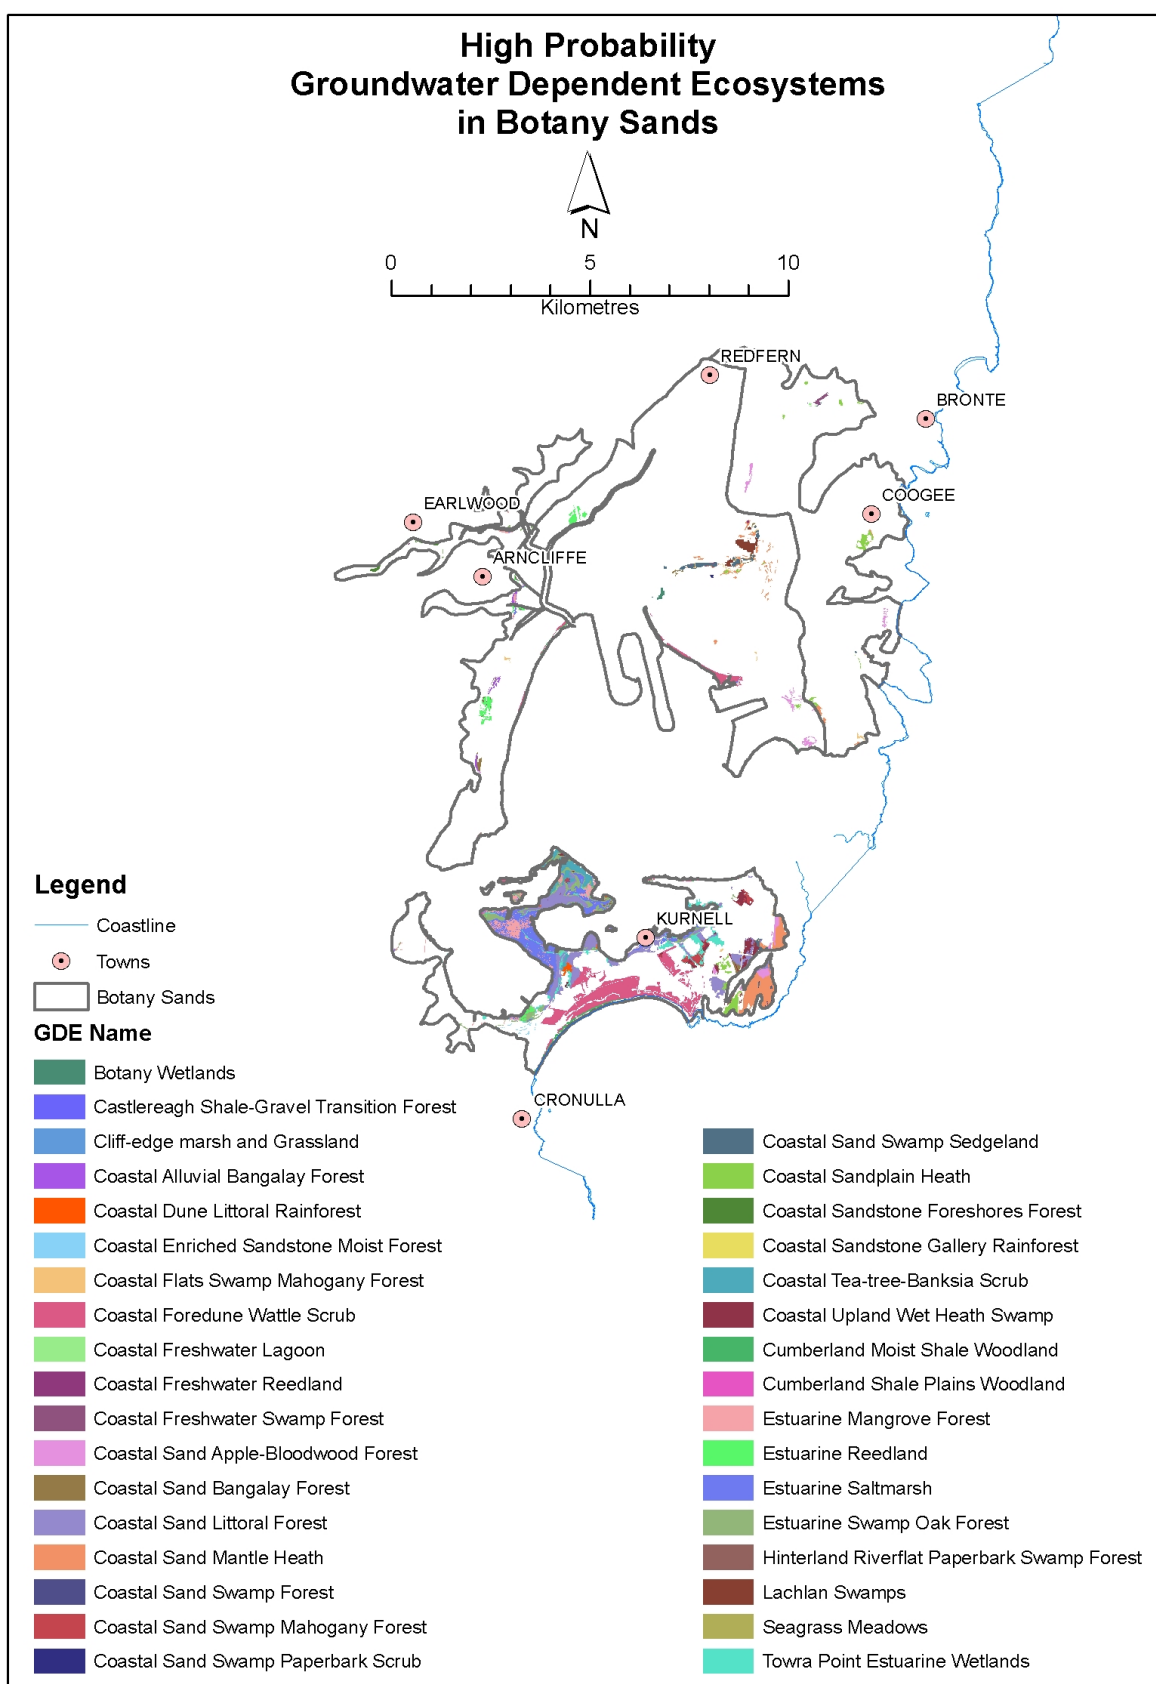 High Probability
Groundwater Dependent Ecosystems
in Botany Sands
N
0 5 10
Kilometres
REDFERN
BRONTE
COOGEE
EARLWOOD
ARNCLIFFE
KURNELL
CRONULLA
Legend
Coastline
Towns
Botany Sands
GDE Name
Botany Wetlands
Castlereagh Shale-Gravel Transition Forest
Cliff-edge marsh and Grassland
Coastal Alluvial Bangalay Forest
Coastal Dune Littoral Rainforest
Coastal Enriched Sandstone Moist Forest
Coastal Flats Swamp Mahogany Forest
Coastal Foredune Wattle Scrub
Coastal Freshwater Lagoon
Coastal Freshwater Reedland
Coastal Freshwater Swamp Forest
Coastal Sand Apple-Bloodwood Forest
Coastal Sand Bangalay Forest
Coastal Sand Littoral Forest
Coastal Sand Mantle Heath
Coastal Sand Swamp Forest
Coastal Sand Swamp Mahogany Forest
Coastal Sand Swamp Paperbark Scrub
Coastal Sand Swamp Sedgeland
Coastal Sandplain Heath
Coastal Sandstone Foreshores Forest
Coastal Sandstone Gallery Rainforest
Coastal Tea-tree-Banksia Scrub
Coastal Upland Wet Heath Swamp
Cumberland Moist Shale Woodland
Cumberland Shale Plains Woodland
Estuarine Mangrove Forest
Estuarine Reedland
Estuarine Saltmarsh
Estuarine Swamp Oak Forest
Hinterland Riverflat Paperbark Swamp Forest
Lachlan Swamps
Seagrass Meadows
Towra Point Estuarine Wetlands